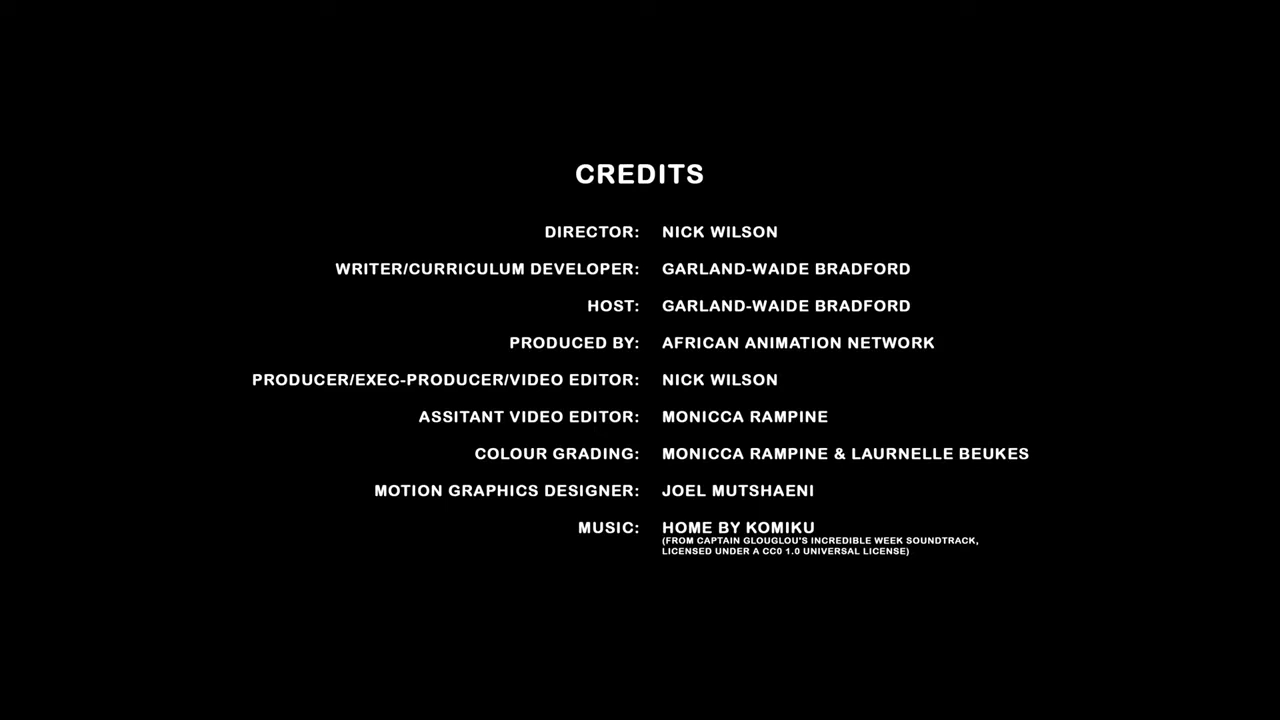 CREDITS
DIRECTOR: NICK WILSON
WRITER/CURRICULUM DEVELOPER: GARLAND-WAIDE BRADFORD
HOST: GARLAND-WAIDE BRADFORD
PRODUCED BY: AFRICAN ANIMATION NETWORK
PRODUCER/EXEC-PRODUCER/VIDEO EDITOR: NICK WILSON
ASSITANT VIDEO EDITOR: MONICCA RAMPINE
COLOUR GRADING: MONICCA RAMPINE & LAURNELLE BEUKES
MOTION GRAPHICS DESIGNER: JOEL MUTSHAENI
MUSIC: HOME BY KOMIKU
(FROM CAPTAIN GLOUGLOU'S INCREDIBLE WEEK SOUNDTRACK,
LICENSED UNDER A CC0 1.0 UNIVERSAL LICENSE)